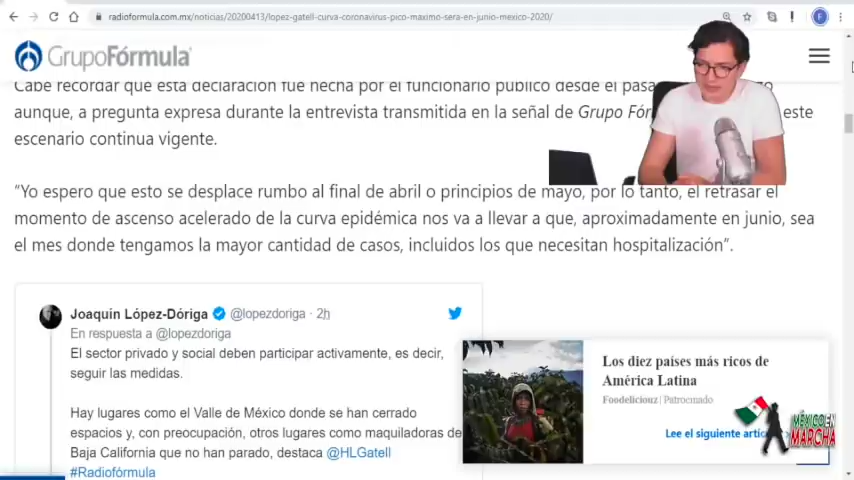 radioformula.com.mx/noticias/20200413/lopez-gatell-curva-coronavirus-pico-maximo-sera-en-junio-mexico-2020/
F
GrupoFórmula
Cabe recordar que esta declaración fue hecha por el funcionario público desde el pasa
aunque, a pregunta expresa durante la entrevista transmitida en la señal de Grupo Fór este
escenario continua vigente.
“Yo espero que esto se desplace rumbo al final de abril o principios de mayo, por lo tanto, el retrasar el
momento de ascenso acelerado de la curva epidémica nos va a llevar a que, aproximadamente en junio, sea
el mes donde tengamos la mayor cantidad de casos, incluidos los que necesitan hospitalización”.
Joaquín López-Dóriga @lopezdoriga · 2h
En respuesta a @lopezdoriga
El sector privado y social deben participar activamente, es decir,
seguir las medidas.
Hay lugares como el Valle de México donde se han cerrado
espacios y, con preocupación, otros lugares como maquiladoras de
Baja California que no han parado, destaca @HLGatell
#Radiofórmula
Los diez países más ricos de
América Latina
Foodeliciouz | Patrocinado
Lee el siguiente artíc
MÉXICO EN
MARCHA